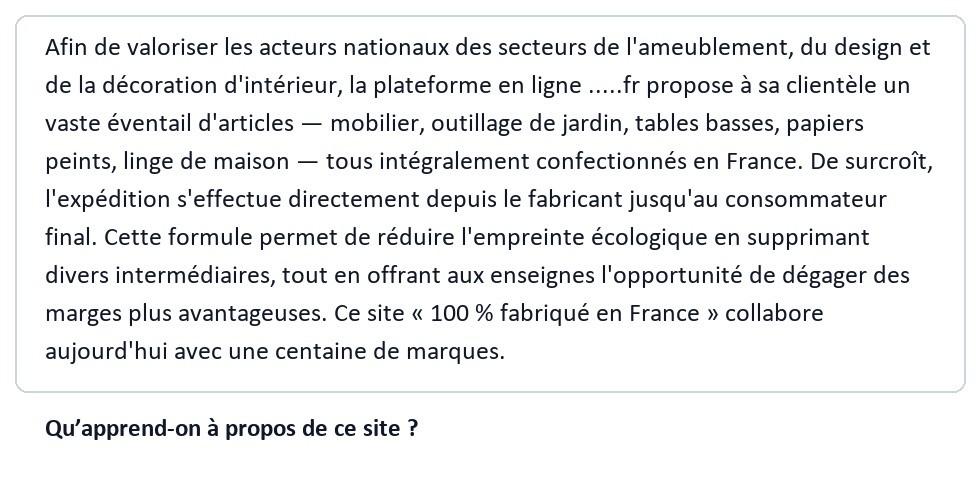 Afin de valoriser les acteurs nationaux des secteurs de l'ameublement, du design et
de la décoration d'intérieur, la plateforme en ligne .....fr propose à sa clientèle un
vaste éventail d'articles — mobilier, outillage de jardin, tables basses, papiers
peints, linge de maison — tous intégralement confectionnés en France. De surcroît,
l'expédition s'effectue directement depuis le fabricant jusqu'au consommateur
final. Cette formule permet de réduire l'empreinte écologique en supprimant
divers intermédiaires, tout en offrant aux enseignes l'opportunité de dégager des
marges plus avantageuses. Ce site « 100 % fabriqué en France » collabore
aujourd'hui avec une centaine de marques.
Qu’apprend-on à propos de ce site ?